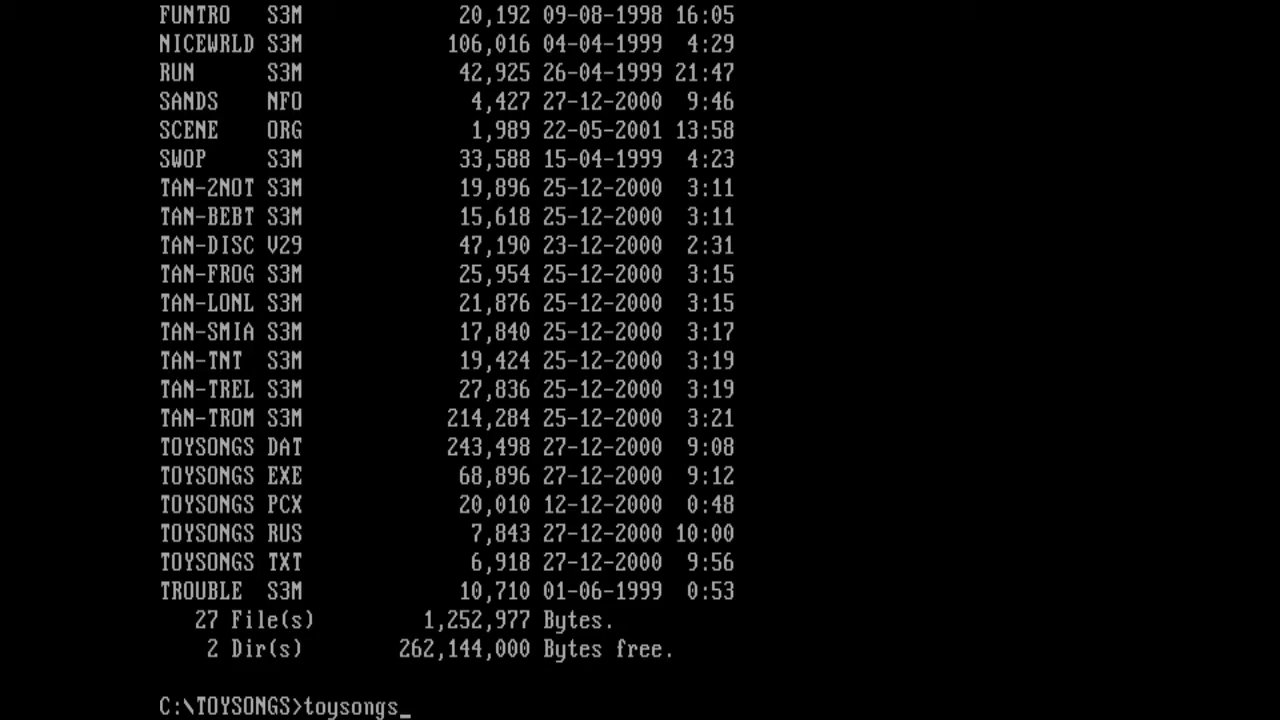 FUNTRO   S3M             20,192 09-08-1998 16:05
NICEWRLD S3M            106,016 04-04-1999  4:29
RUN      S3M             42,925 26-04-1999 21:47
SANDS    NFO              4,427 27-12-2000  9:46
SCENE    ORG              1,989 22-05-2001 13:58
SWOP     S3M             33,588 15-04-1999  4:23
TAN-2NOT S3M             19,896 25-12-2000  3:11
TAN-BEBT S3M             15,618 25-12-2000  3:11
TAN-DISC V29             47,190 23-12-2000  2:31
TAN-FROG S3M             25,954 25-12-2000  3:15
TAN-LONL S3M             21,876 25-12-2000  3:15
TAN-SMIA S3M             17,840 25-12-2000  3:17
TAN-TNT  S3M             19,424 25-12-2000  3:19
TAN-TREL S3M             27,836 25-12-2000  3:19
TAN-TROM S3M            214,284 25-12-2000  3:21
TOYSONGS DAT            243,498 27-12-2000  9:08
TOYSONGS EXE             68,896 27-12-2000  9:12
TOYSONGS PCX             20,010 12-12-2000  0:48
TOYSONGS RUS              7,843 27-12-2000 10:00
TOYSONGS TXT              6,918 27-12-2000  9:56
TROUBLE  S3M             10,710 01-06-1999  0:53
   27 File(s)         1,252,977 Bytes.
    2 Dir(s)        262,144,000 Bytes free.
C:\TOYSONGS>toysongs_